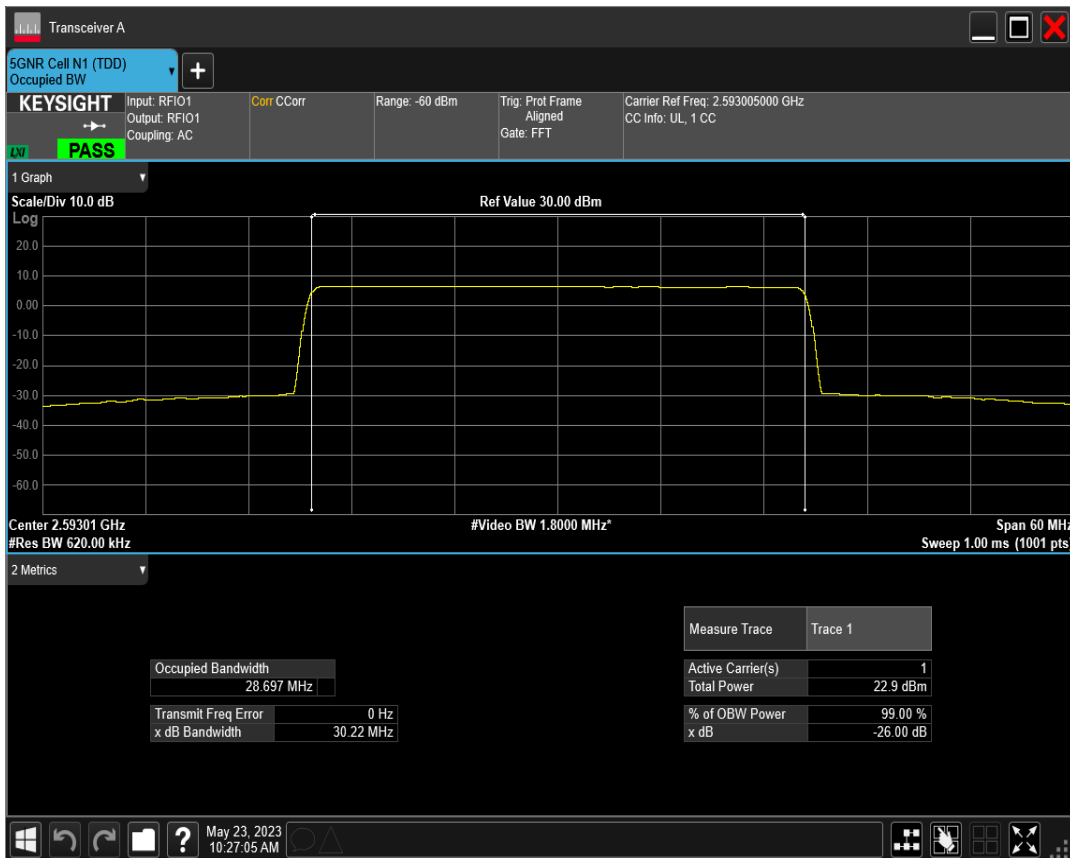 Transceiver A
5GNR Cell N1 (TDD)
Occupied BW
+
KEYSIGHT
Input: RFIO1
Output: RFIO1
Coupling: AC
LXI
PASS
Corr CCorr
Range: -60 dBm
Trig: Prot Frame
Aligned
Gate: FFT
Carrier Ref Freq: 2.593005000 GHz
CC Info: UL, 1 CC
1 Graph
Scale/Div 10.0 dB
Ref Value 30.00 dBm
Log
20.0
10.0
0.00
-10.0
-20.0
-30.0
-40.0
-50.0
-60.0
Center 2.59301 GHz
#Video BW 1.8000 MHz*
Span 60 MHz
#Res BW 620.00 kHz
Sweep 1.00 ms (1001 pts)
2 Metrics
Measure Trace Trace 1
Occupied Bandwidth
28.697 MHz
Active Carrier(s) 1
Total Power 22.9 dBm
Transmit Freq Error 0 Hz
x dB Bandwidth 30.22 MHz
% of OBW Power 99.00 %
x dB -26.00 dB
?
May 23, 2023
10:27:05 AM